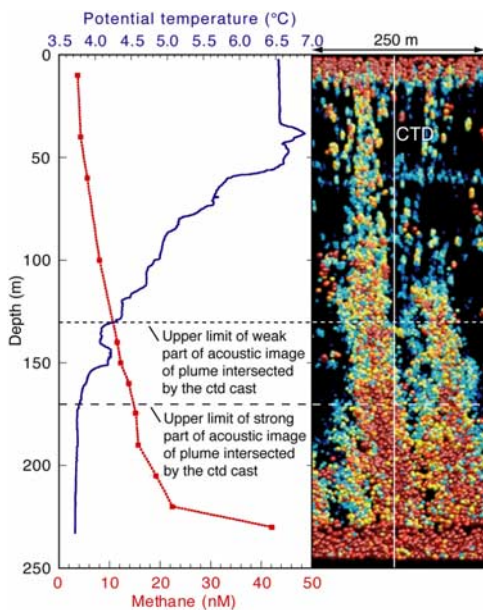 Potential temperature (°C)
3.5 4.0 4.5 5.0 5.5 6.0 6.5 7.0
250 m
0
50
100
150
200
250
Depth (m)
CTD
Upper limit of weak
part of acoustic image
of plume intersected
by the ctd cast
Upper limit of strong
part of acoustic image
of plume intersected
by the ctd cast
0 10 20 30 40 50
Methane (nM)